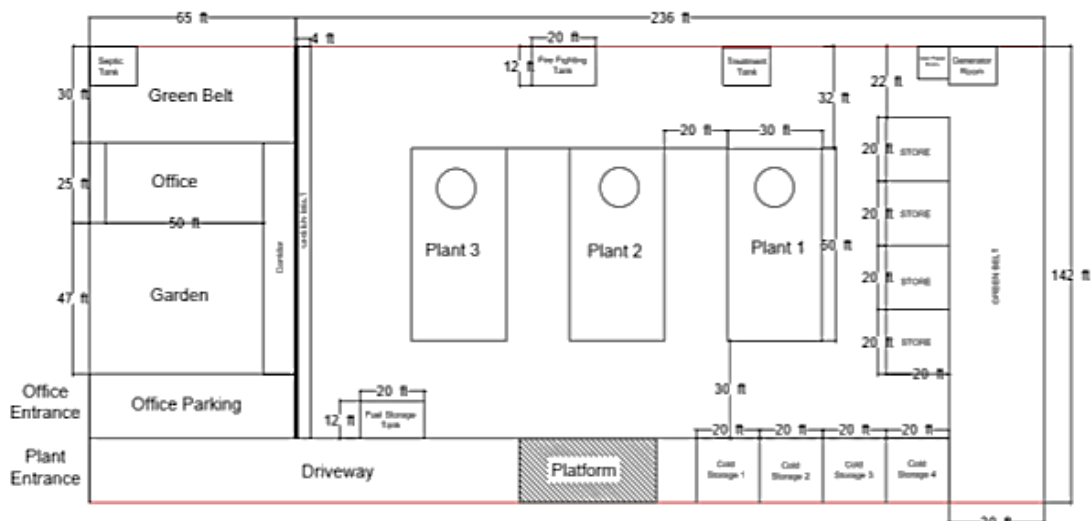 65 ft
236 ft
4 ft
20 ft
Septic
Tank
Fire Fighting
Tank
12 ft
Treatment
Tank
Generator
Room
30 ft
Green Belt
32 ft
22 ft
20 ft
30 ft
20 ft
STORE
25 ft
Office
50 ft
GREEN BELT
Plant 3
Plant 2
Plant 1
20 ft
STORE
Corridor
47 ft
Garden
20 ft
STORE
GREEN BELT
142 ft
20 ft
STORE
20 ft
30 ft
Office
Entrance
Office Parking
20 ft
12 ft
Fuel Storage
Tank
20 ft
20 ft
20 ft
20 ft
Plant
Entrance
Driveway
Platform
Cold
Storage 1
Cold
Storage 2
Cold
Storage 3
Cold
Storage 4